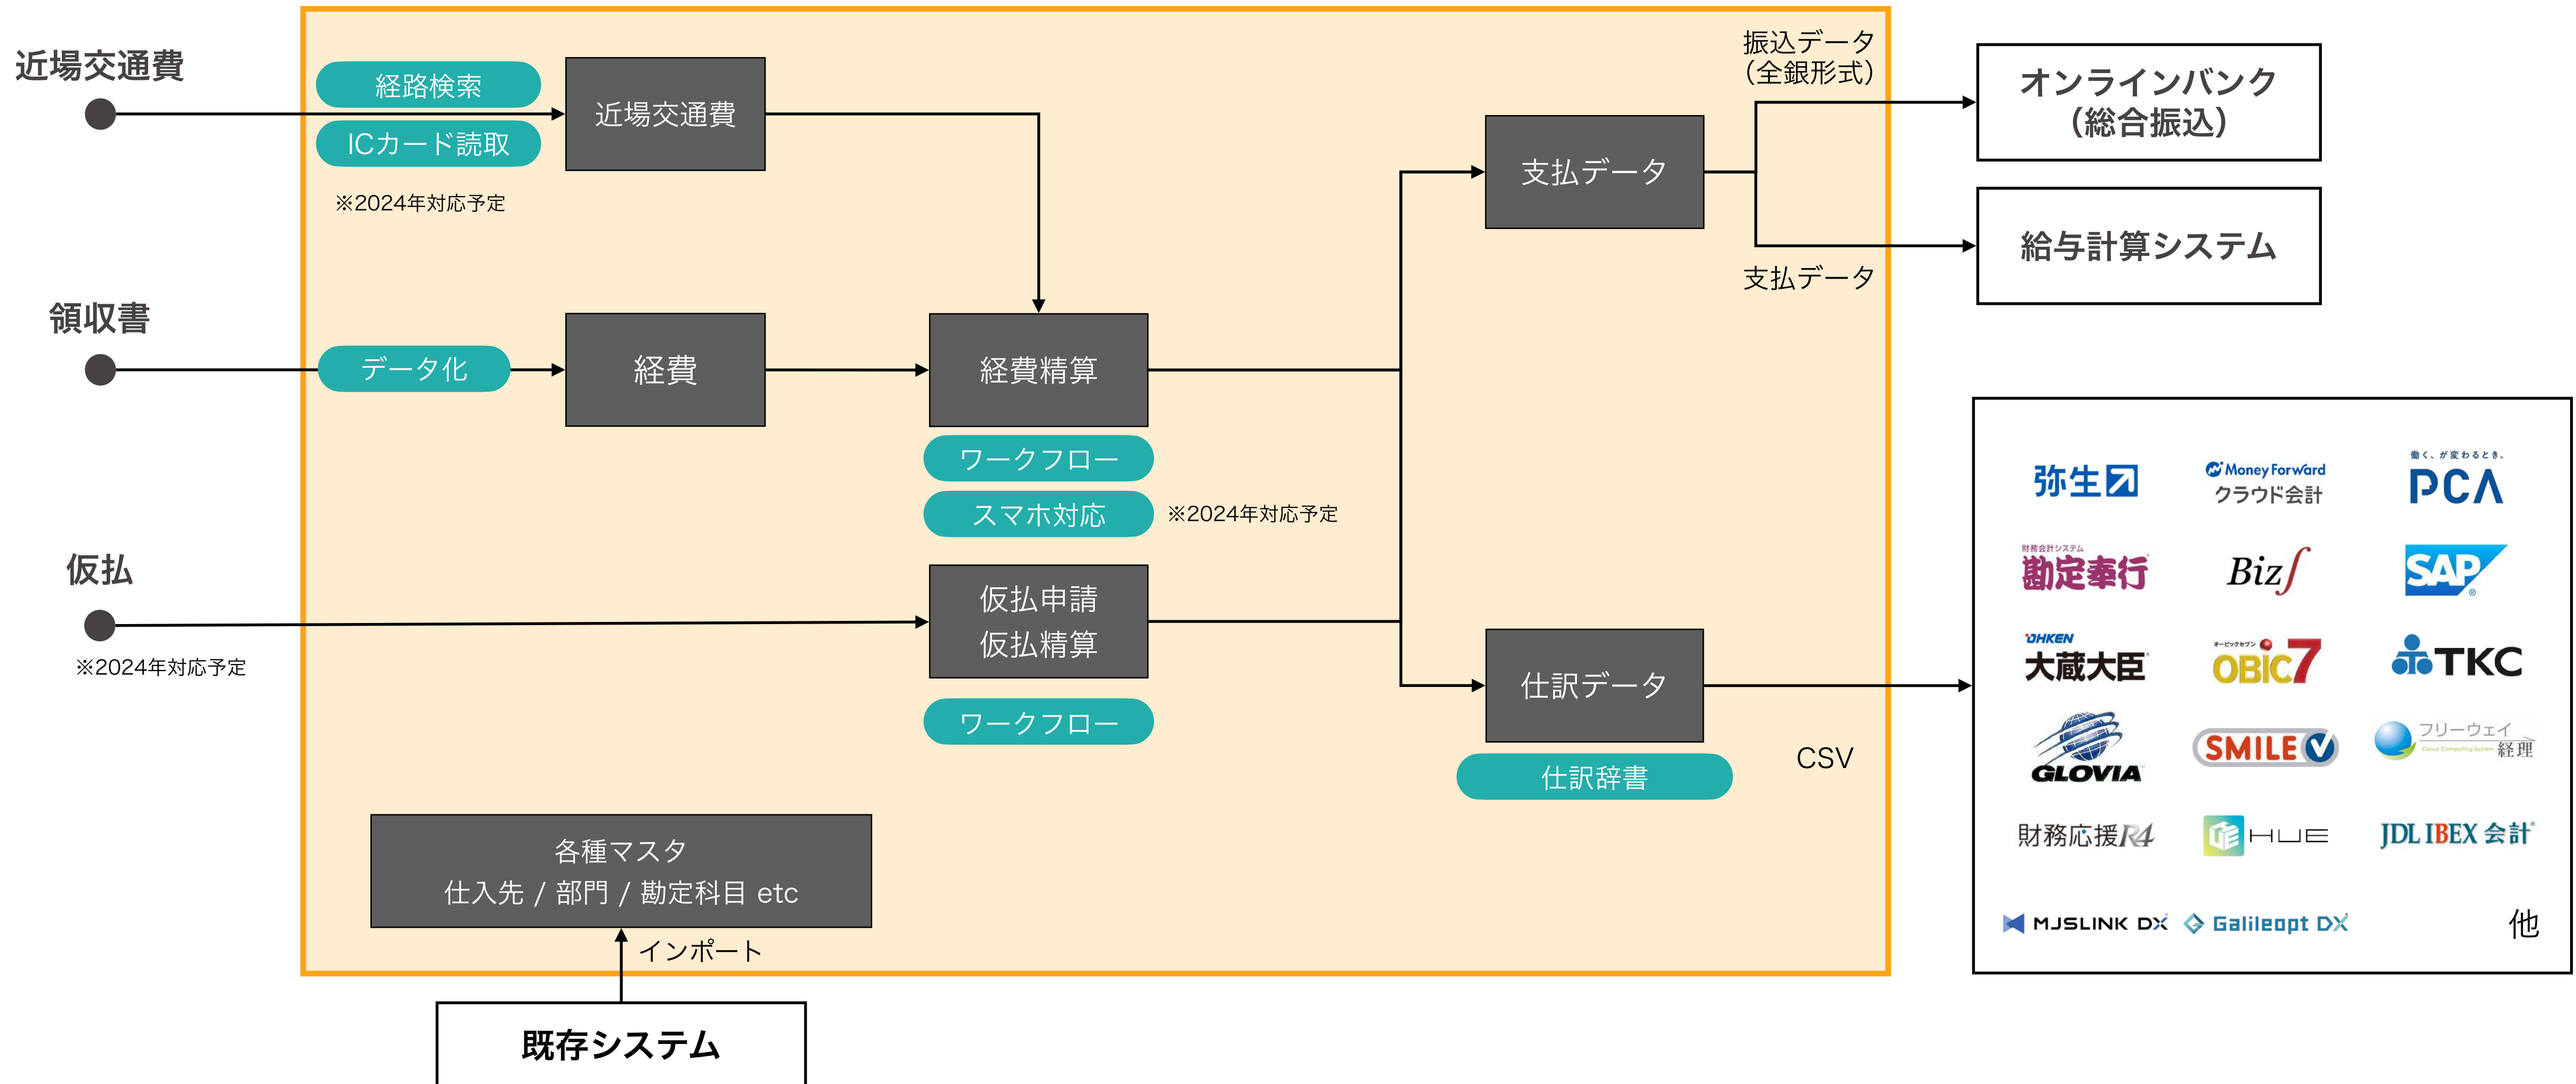 近場交通費
経路検索
ICカード読取
※2024年対応予定
近場交通費
領収書
データ化
経費
経費精算
ワークフロー
スマホ対応
※2024年対応予定
仮払
※2024年対応予定
仮払申請
仮払精算
ワークフロー
支払データ
振込データ
（全銀形式）
支払データ
オンラインバンク
（総合振込）
給与計算システム
仕訳データ
仕訳辞書
CSV
各種マスタ
仕入先 / 部門 / 勘定科目 etc
インポート
既存システム
弥生
Money Forward
クラウド会計
働く、が変わるとき。
PCA
財務会計システム
勘定奉行
Biz∫
SAP®
OHKEN
大蔵大臣
オービックセブン
OBIC7
TKC
GLOVIA
SMILE V
フリーウェイ
Cloud Computing System
経理
財務応援R4
HUE
JDL IBEX 会計
MJSLINK DX
Galileopt DX
他